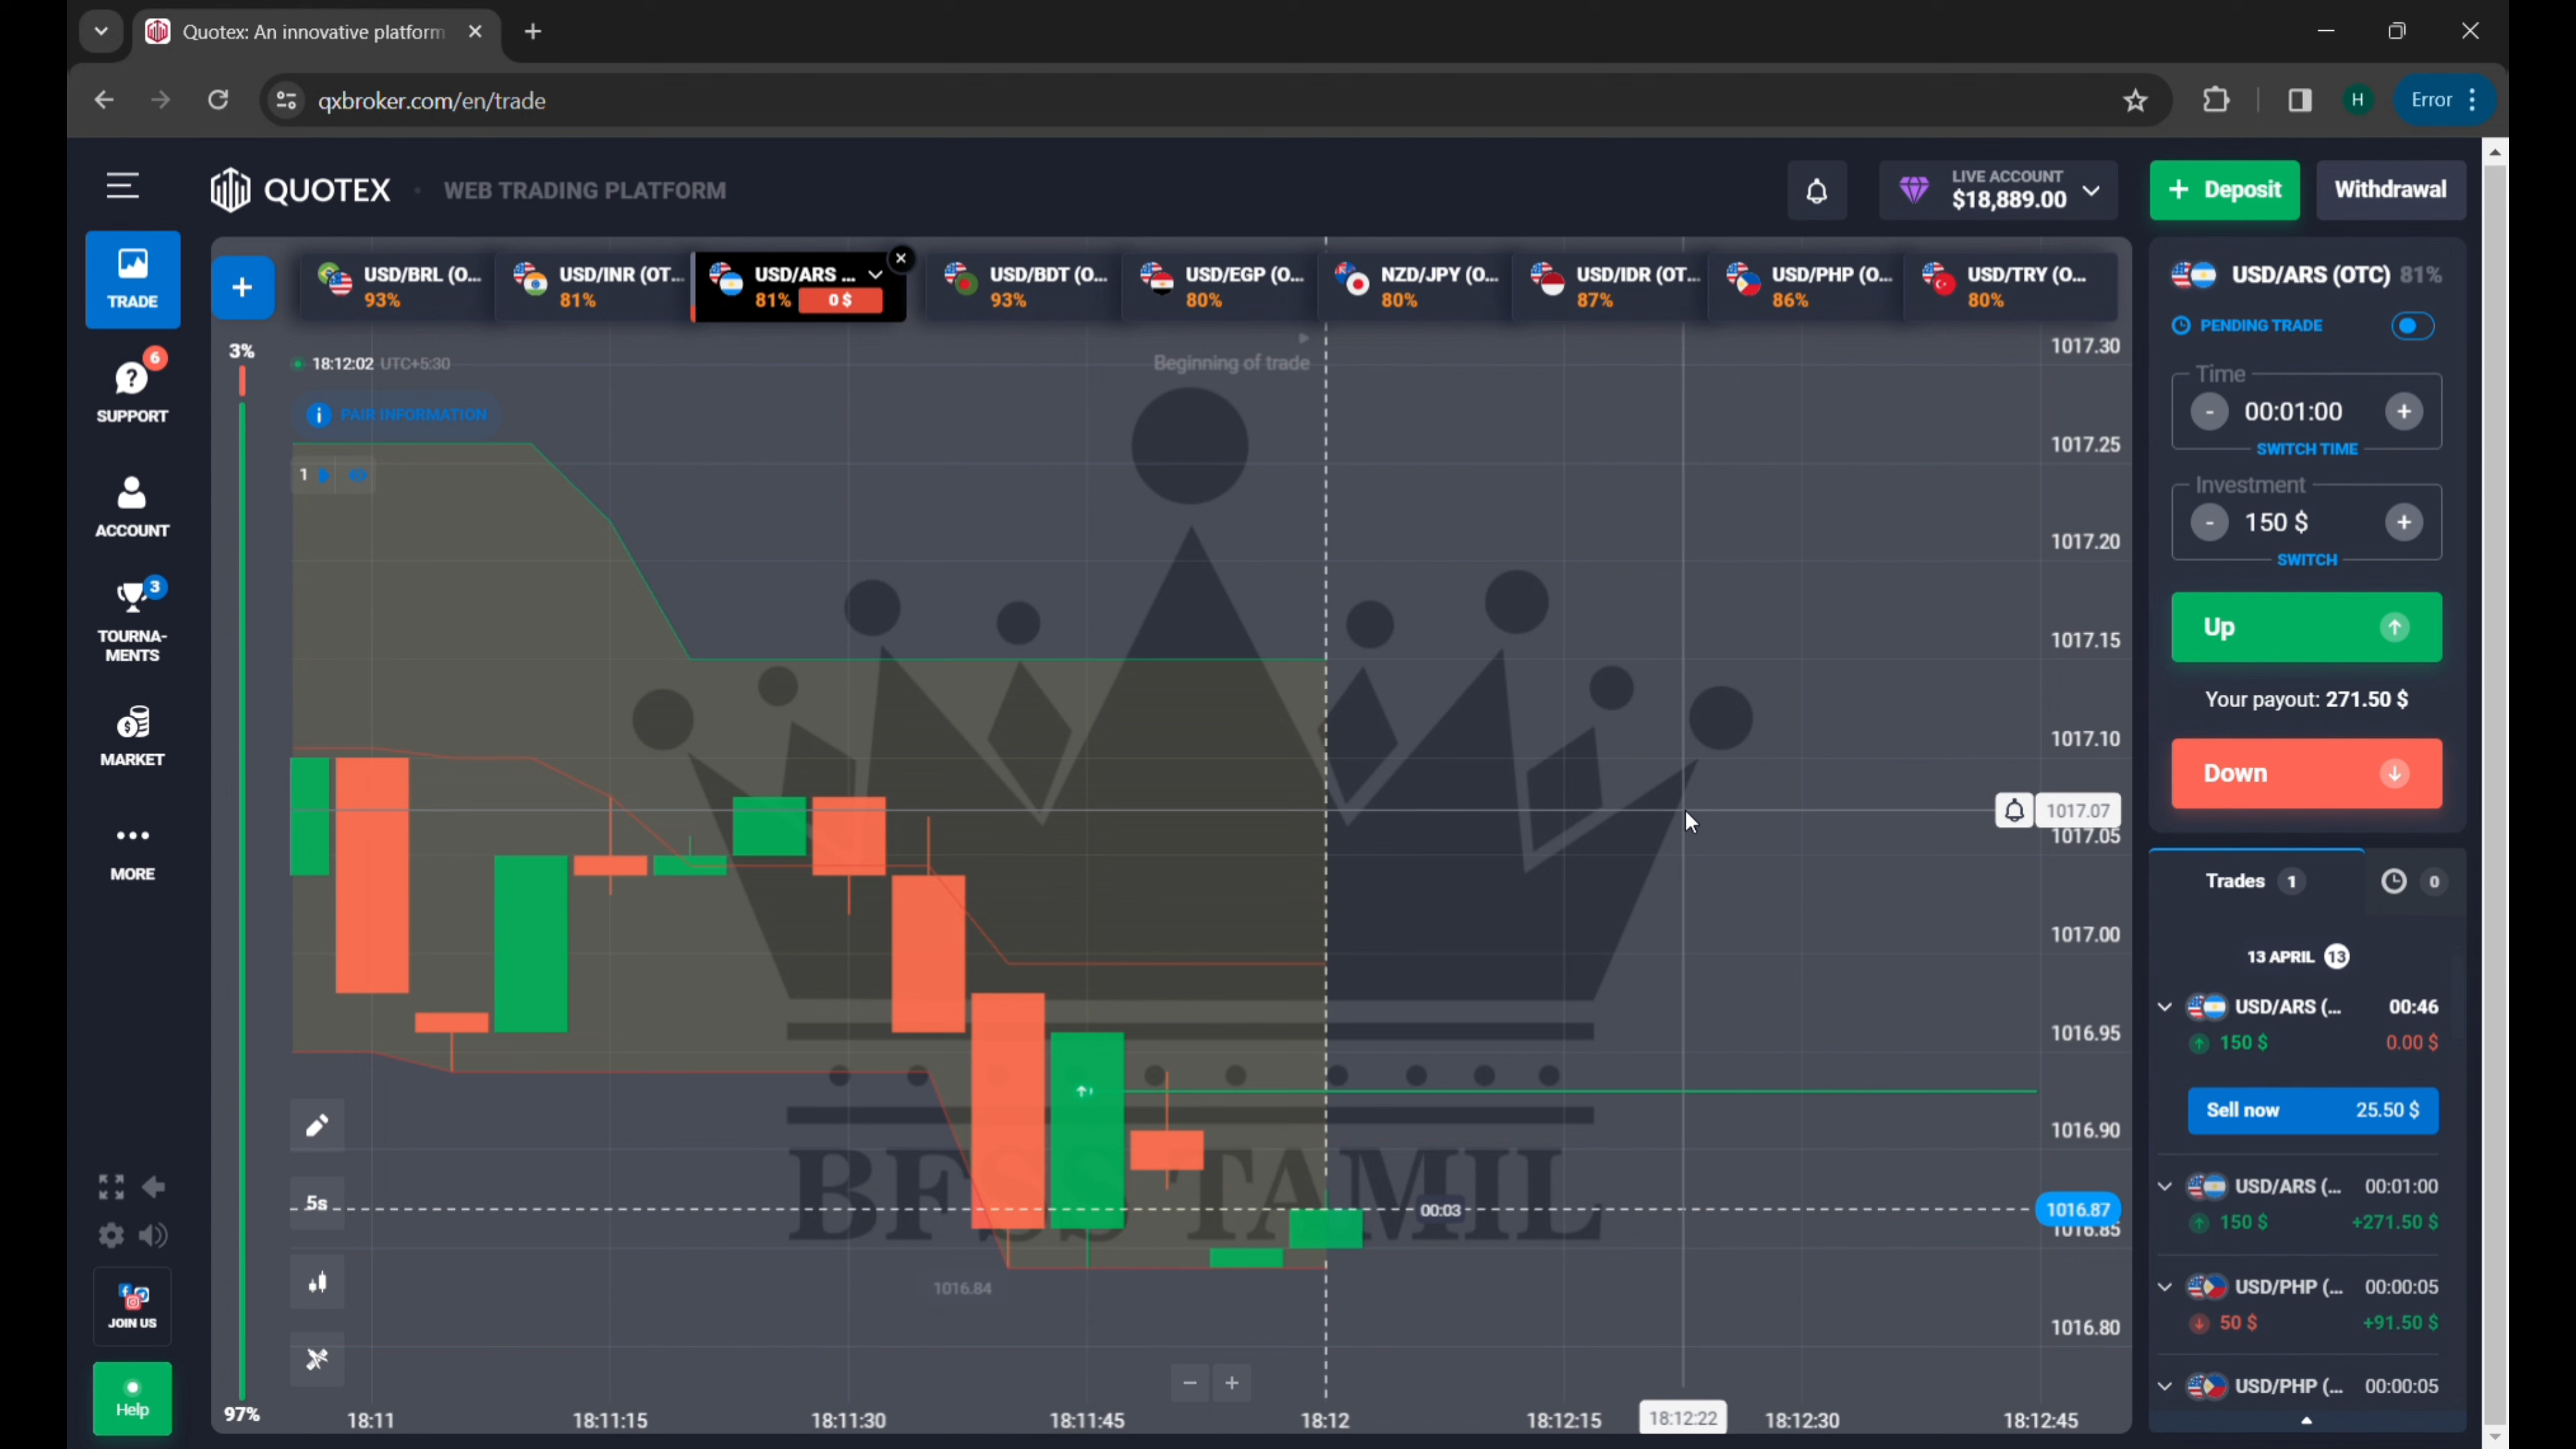 Quotex: An innovative platform
qxbroker.com/en/trade
H
Error
QUOTEX
WEB TRADING PLATFORM
LIVE ACCOUNT
$18,889.00
+ Deposit
Withdrawal
TRADE
6
SUPPORT
ACCOUNT
3
TOURNA-
MENTS
MARKET
MORE
JOIN US
Help
+
USD/BRL (O...
93%
USD/INR (OT...
81%
USD/ARS ...
81%
0 $
USD/BDT (O...
93%
USD/EGP (O...
80%
NZD/JPY (O...
80%
USD/IDR (OT...
87%
USD/PHP (O...
86%
USD/TRY (O...
80%
3%
97%
18:12:02 UTC+5:30
PAIR INFORMATION
1
Beginning of trade
1017.30
1017.25
1017.20
1017.15
1017.10
1017.07
1017.05
1017.00
1016.95
1016.90
1016.87
1016.85
1016.80
BFSS TAMIL
5s
00:03
1016.84
18:11
18:11:15
18:11:30
18:11:45
18:12
18:12:15
18:12:22
18:12:30
18:12:45
USD/ARS (OTC) 81%
PENDING TRADE
Time
- 00:01:00 +
SWITCH TIME
Investment
- 150 $ +
SWITCH
Up
Your payout: 271.50 $
Down
Trades 1
0
13 APRIL 13
USD/ARS (... 00:46
150 $ 0.00 $
Sell now 25.50 $
USD/ARS (... 00:01:00
150 $ +271.50 $
USD/PHP (... 00:00:05
50 $ +91.50 $
USD/PHP (... 00:00:05